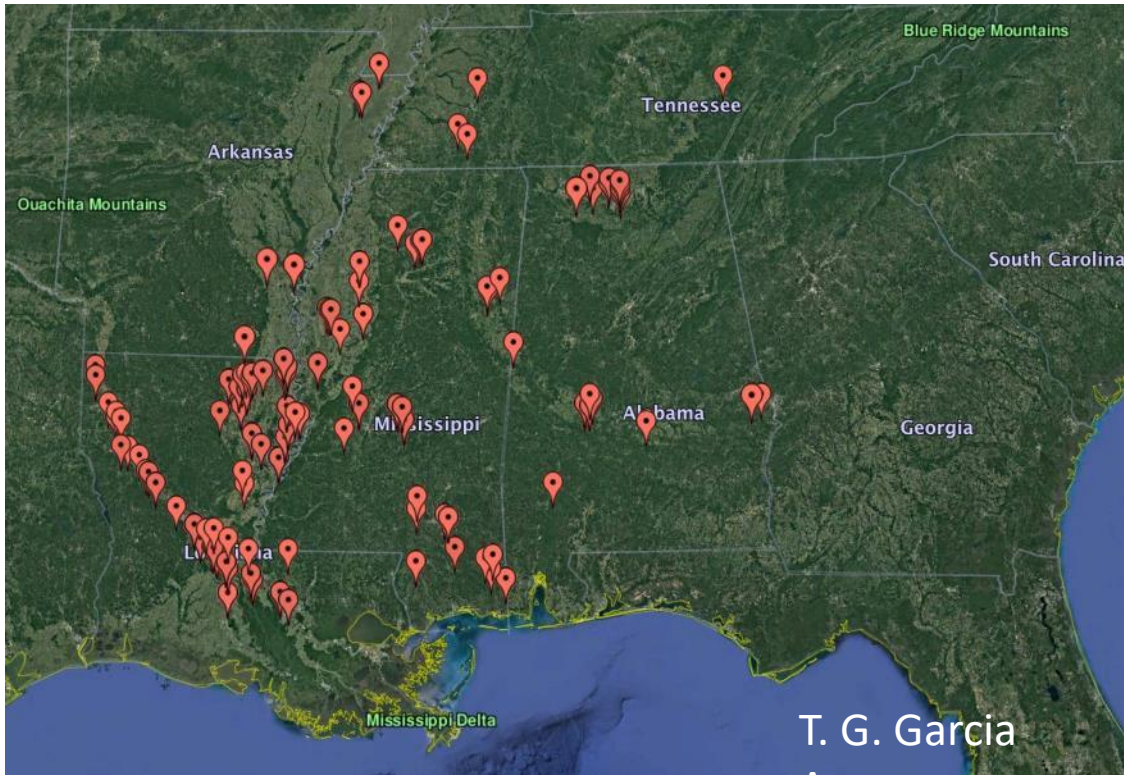 Blue Ridge Mountains
Tennessee
Arkansas
Ouachita Mountains
South Carolina
Mississippi
Alabama
Georgia
Mississippi Delta
T. G. Garcia